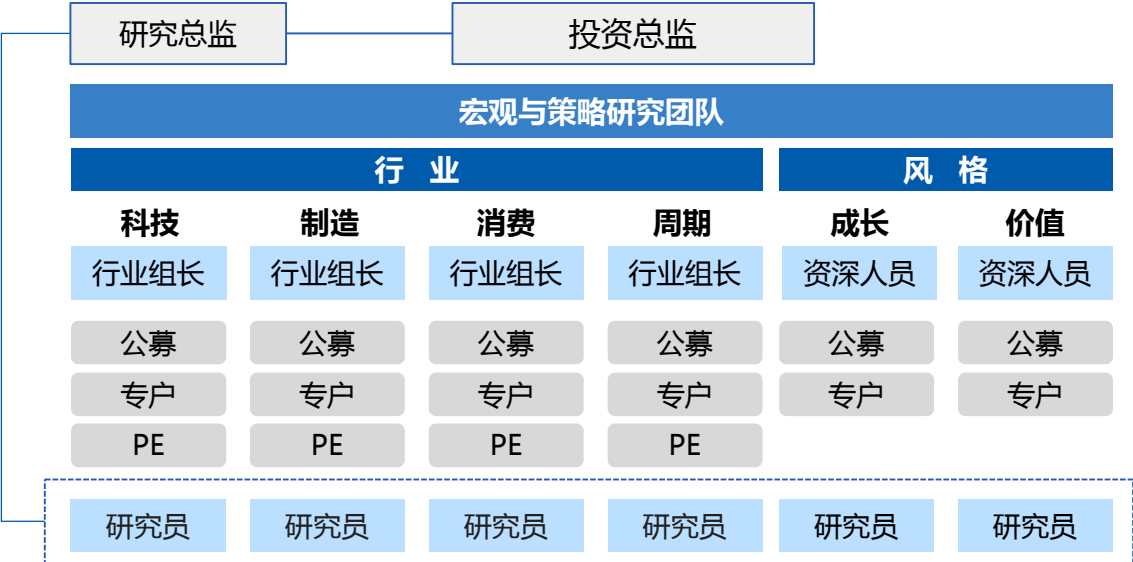 研究总监 投资总监
宏观与策略研究团队
行 业 风 格
科技 制造 消费 周期 成长 价值
行业组长 行业组长 行业组长 行业组长 资深人员 资深人员
公募 公募 公募 公募 公募 公募
专户 专户 专户 专户 专户 专户
PE PE PE PE
研究员 研究员 研究员 研究员 研究员 研究员